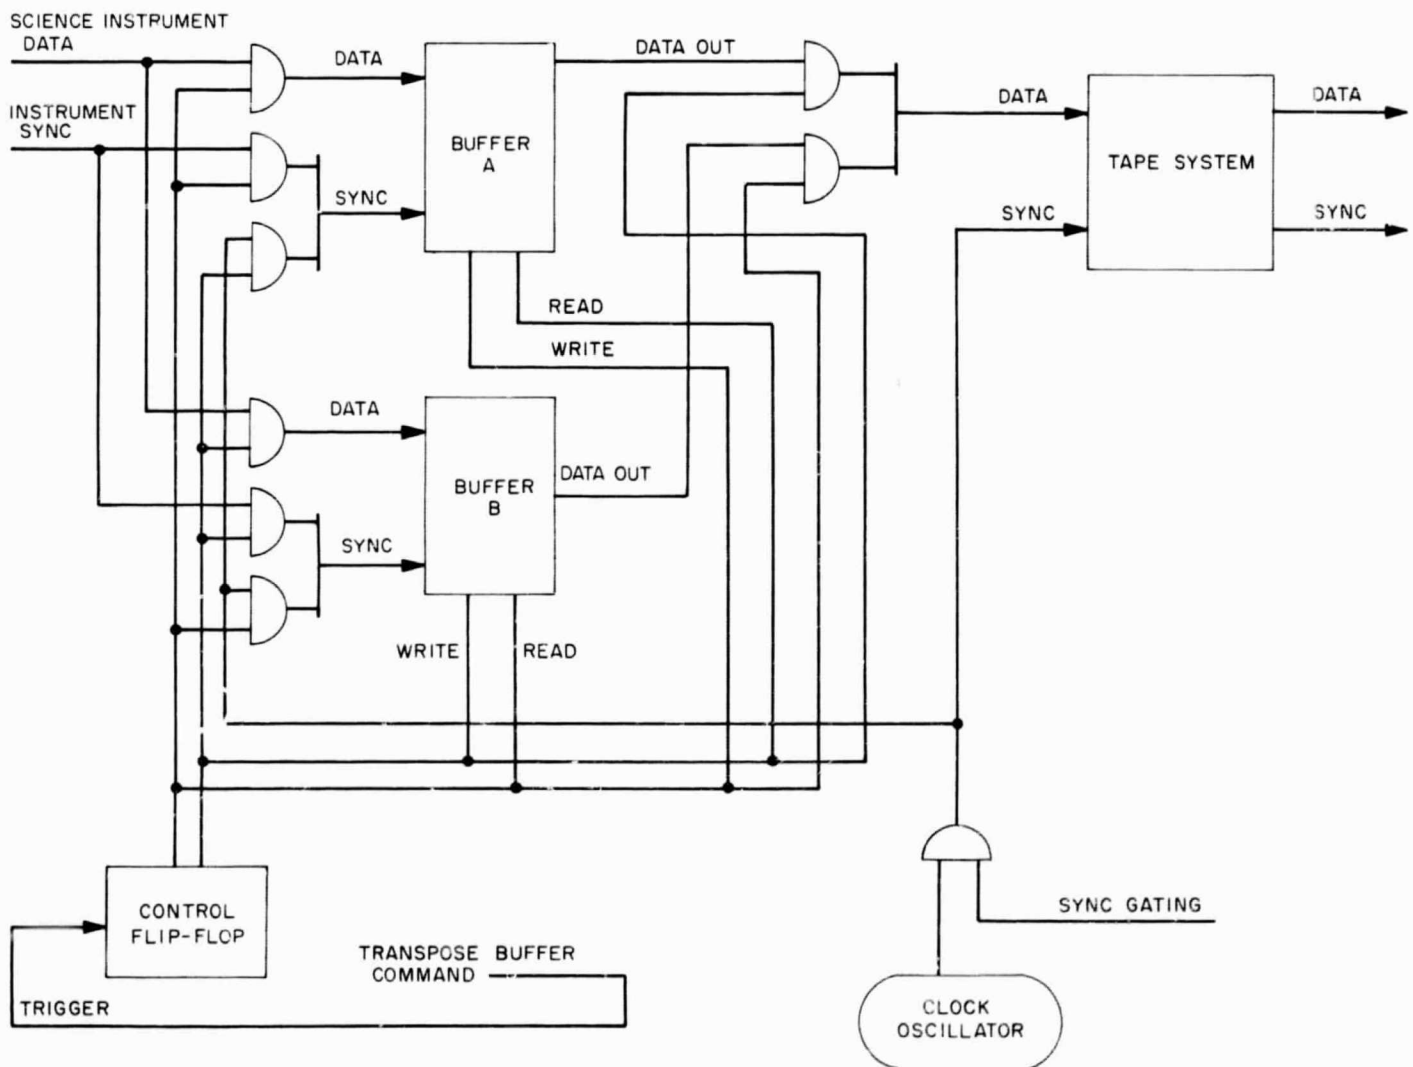 SCIENCE INSTRUMENT
DATA
INSTRUMENT
SYNC
DATA
SYNC
BUFFER
A
DATA OUT
DATA
SYNC
TAPE SYSTEM
DATA
SYNC
READ
WRITE
DATA
SYNC
BUFFER
B
DATA OUT
WRITE
READ
CONTROL
FLIP-FLOP
TRIGGER
TRANSPOSE BUFFER
COMMAND
SYNC GATING
CLOCK
OSCILLATOR